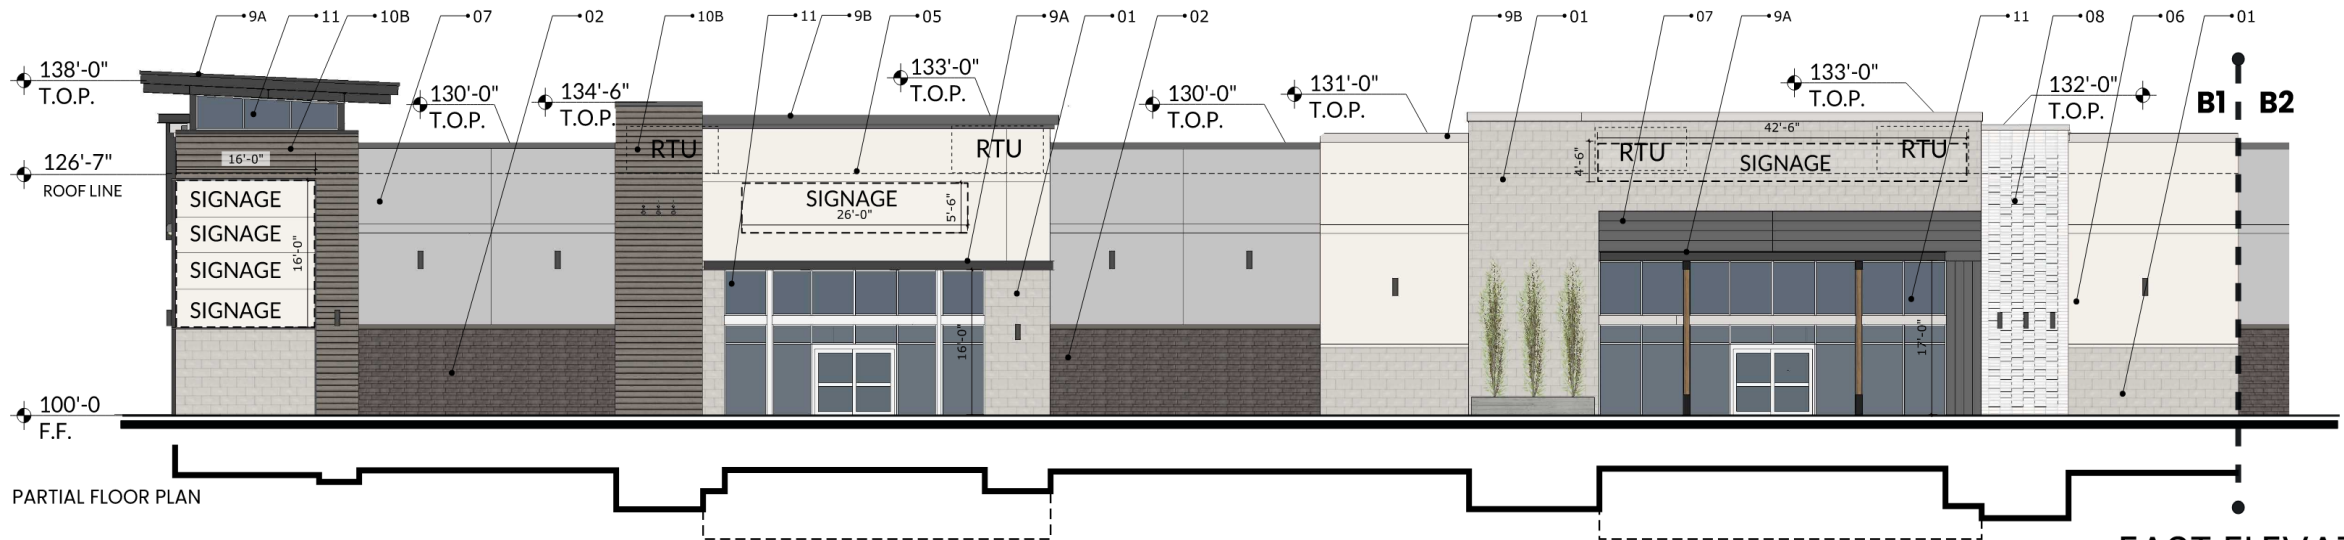 9A 11 10B 07 02 10B 11 9B 05 9A 01 02 9B 01 07 9A 11 08 06 01
138'-0"
T.O.P.
130'-0"
T.O.P.
134'-6"
T.O.P.
133'-0"
T.O.P.
130'-0"
T.O.P.
131'-0"
T.O.P.
133'-0"
T.O.P.
132'-0"
T.O.P.
B1 B2
126'-7"
ROOF LINE
16'-0"
SIGNAGE
SIGNAGE
SIGNAGE
SIGNAGE
16'-0"
RTU
RTU
SIGNAGE
26'-0"
5'-6"
16'-0"
42'-6"
4'-6"
RTU
SIGNAGE
RTU
17'-0"
100'-0
F.F.
PARTIAL FLOOR PLAN